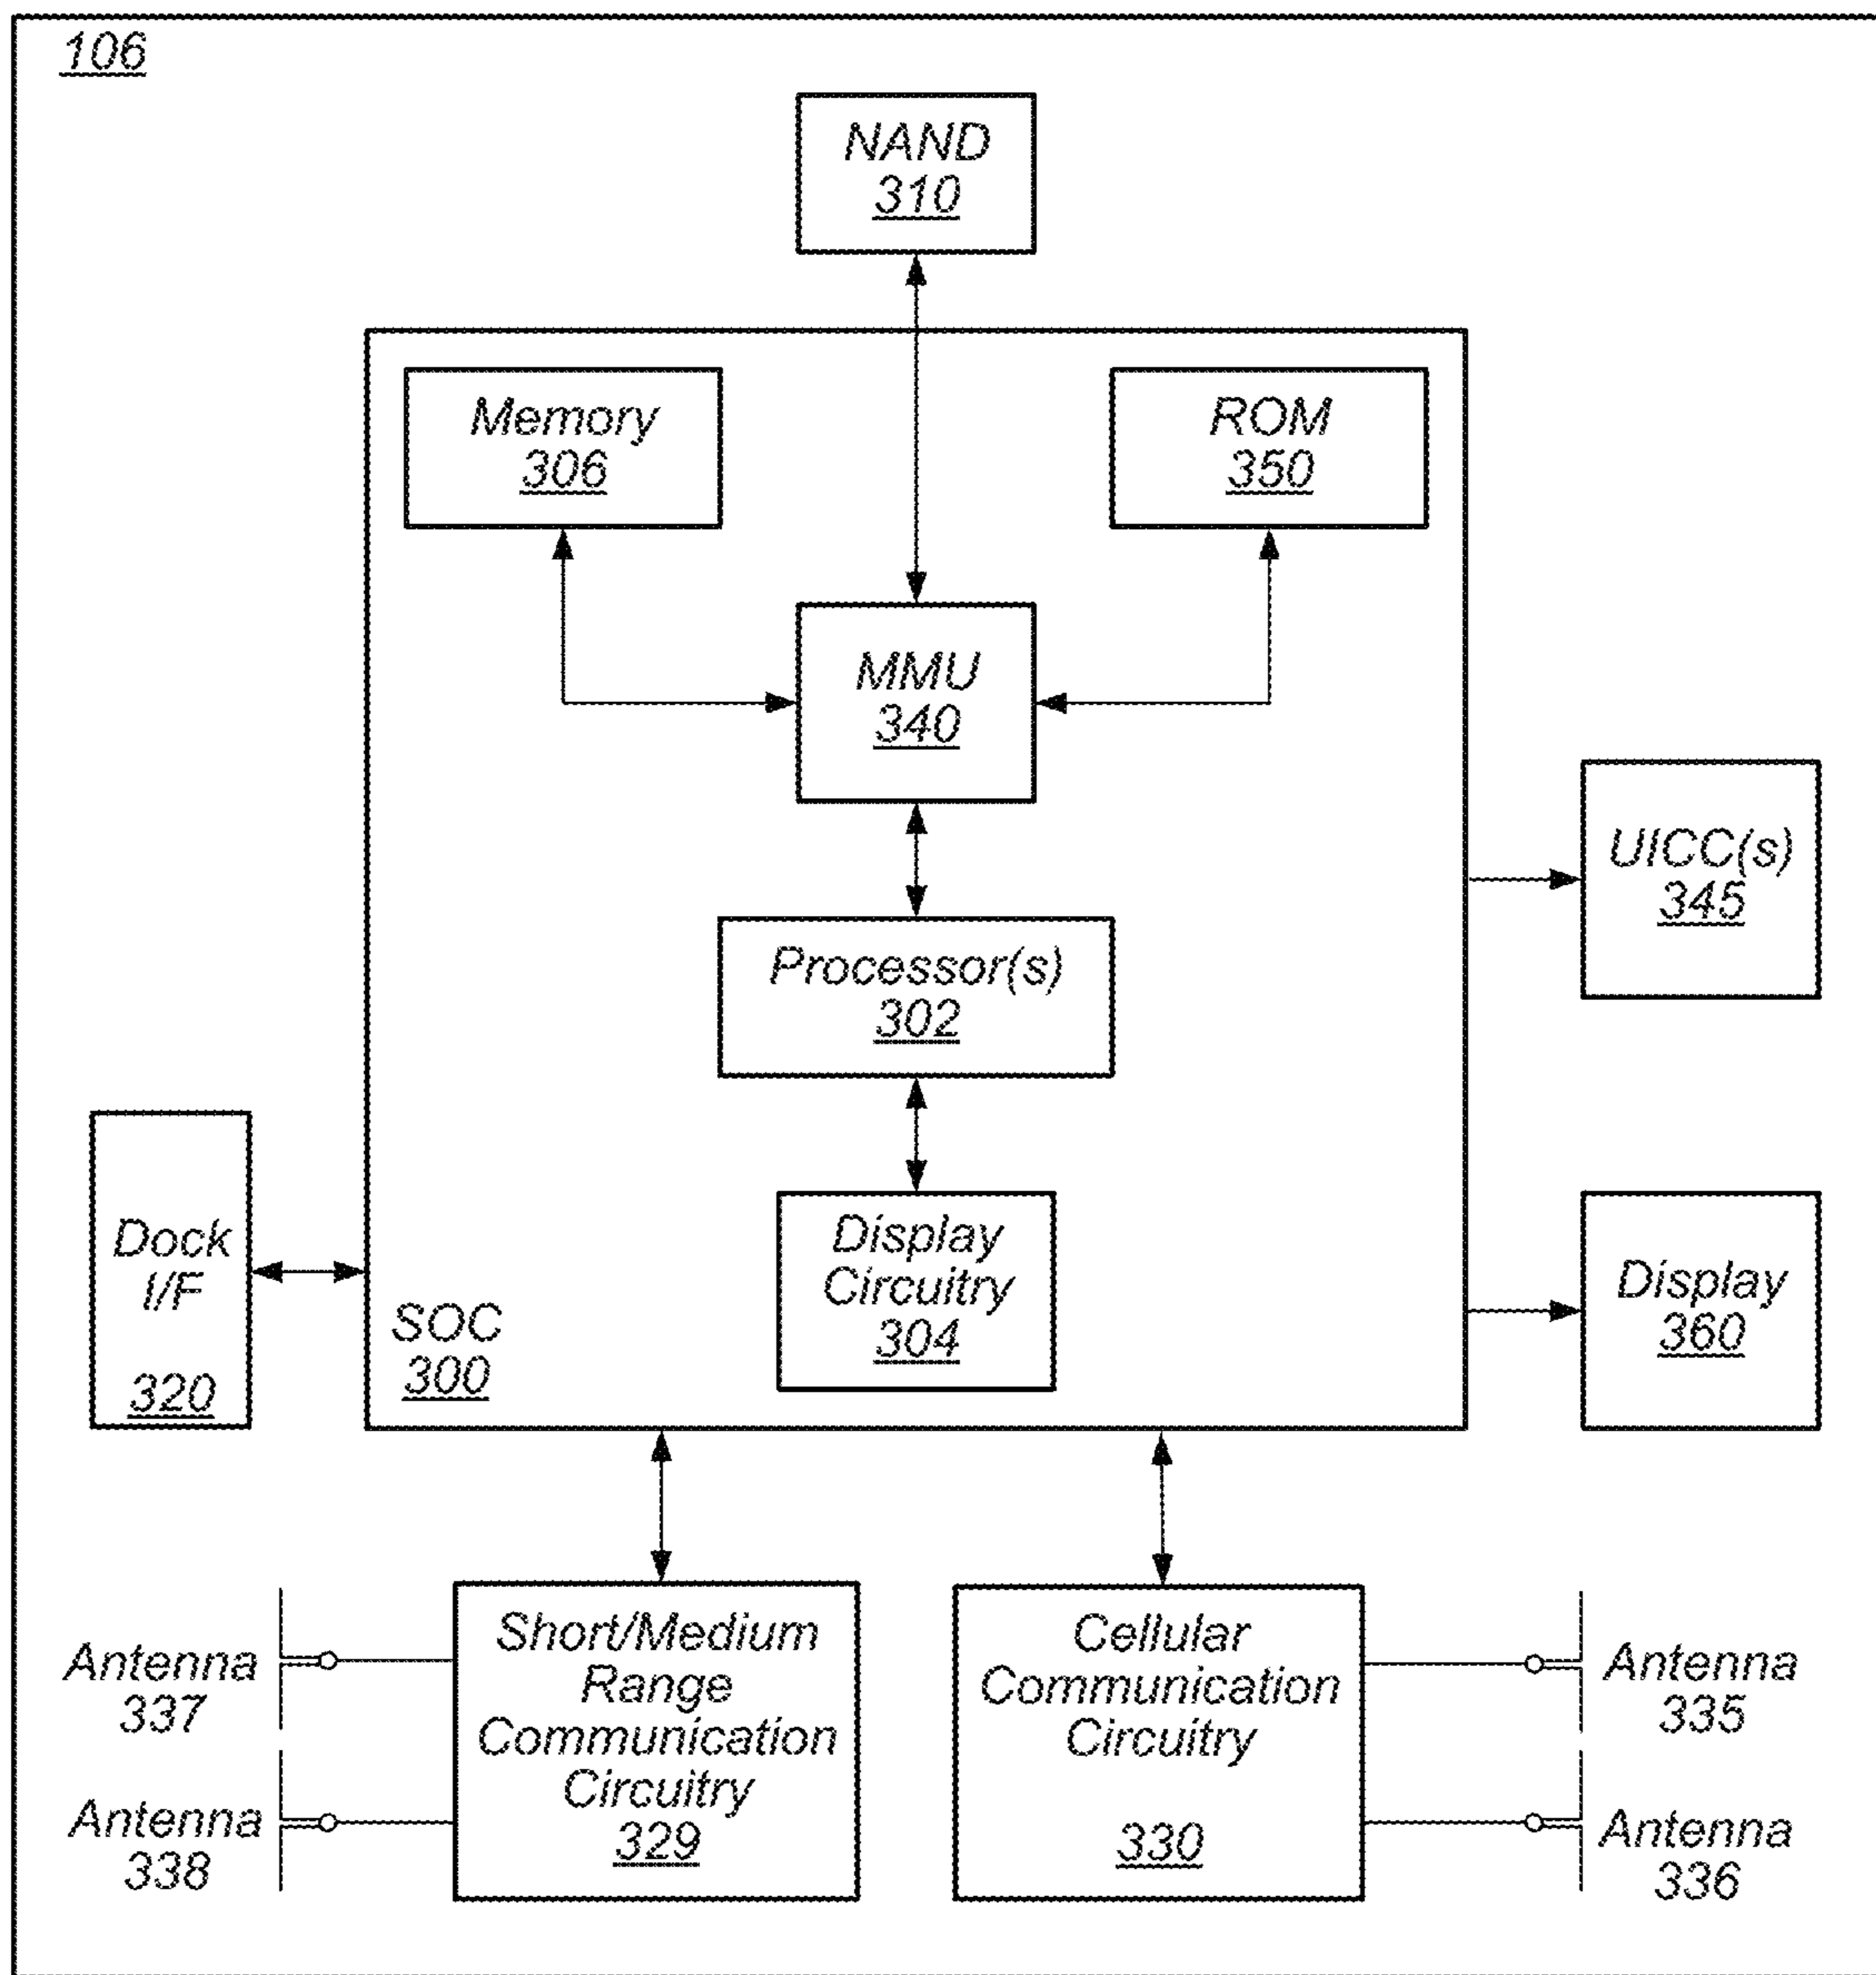 106
NAND
310
Memory
306
ROM
350
MMU
340
UICC(s)
345
Processor(s)
302
Dock
I/F
320
Display
Circuitry
304
SOC
300
Display
360
Antenna
337
Antenna
338
Short/Medium
Range
Communication
Circuitry
329
Cellular
Communication
Circuitry
330
Antenna
335
Antenna
336